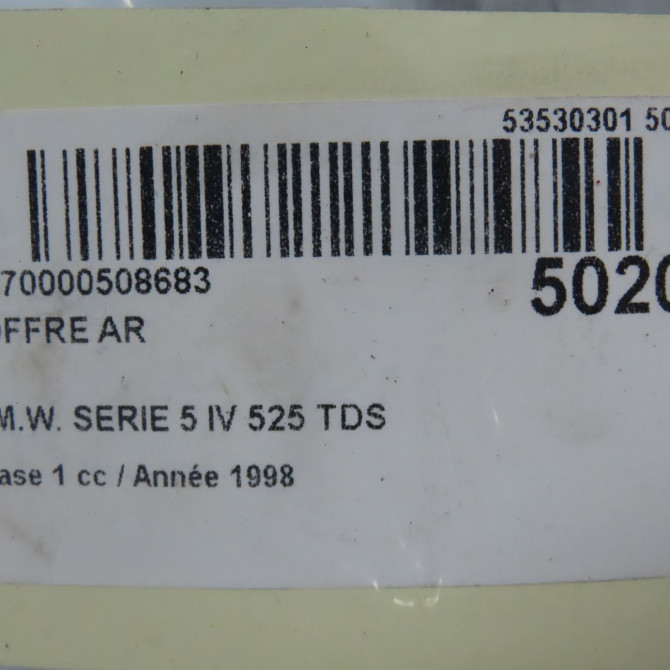 53530301 50
70000508683
5020
OFFRE AR
M.W. SERIE 5 IV 525 TDS
ase 1 cc / Année 1998